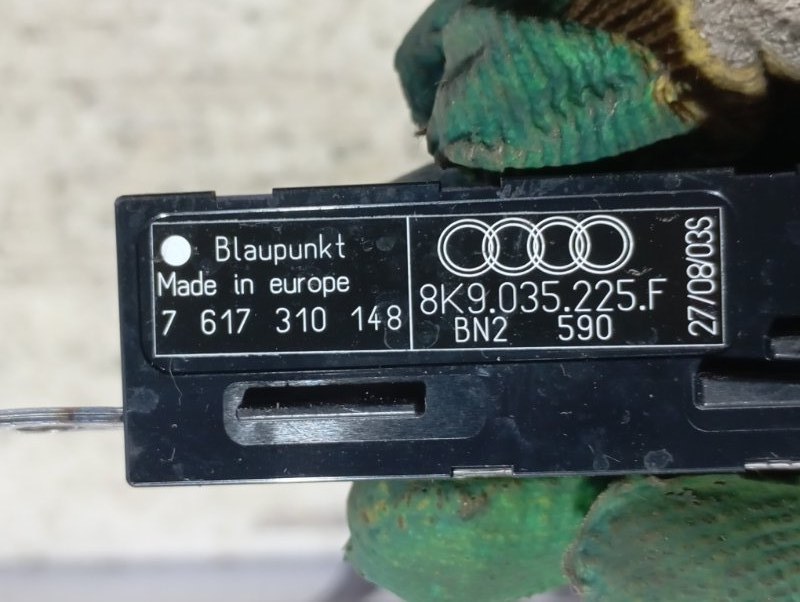 Blaupunkt
Made in europe
7 617 310 148
8K9.035.225.F
BN2 590
27/08/03S